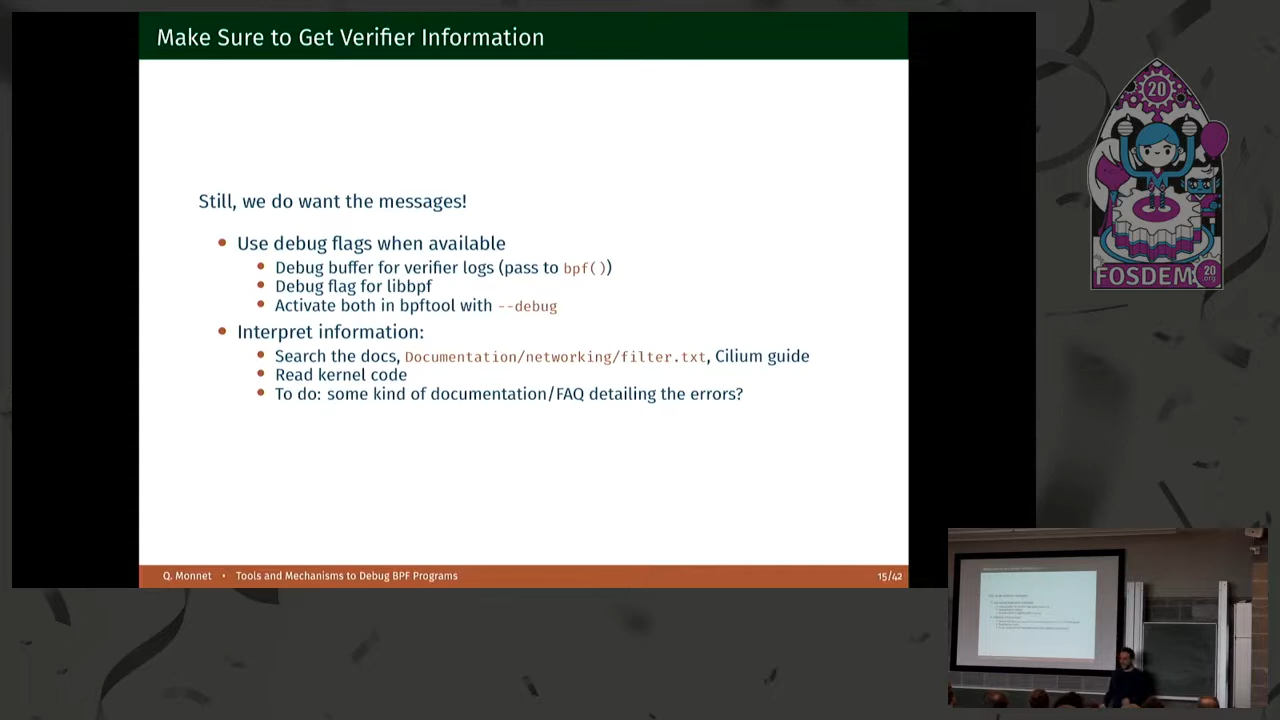 Make Sure to Get Verifier Information
Still, we do want the messages!
• Use debug flags when available
• Debug buffer for verifier logs (pass to bpf())
• Debug flag for libbpf
• Activate both in bpftool with --debug
• Interpret information:
• Search the docs, Documentation/networking/filter.txt, Cilium guide
• Read kernel code
• To do: some kind of documentation/FAQ detailing the errors?
Q. Monnet • Tools and Mechanisms to Debug BPF Programs
15/42
20
FOSDEM
20
.org